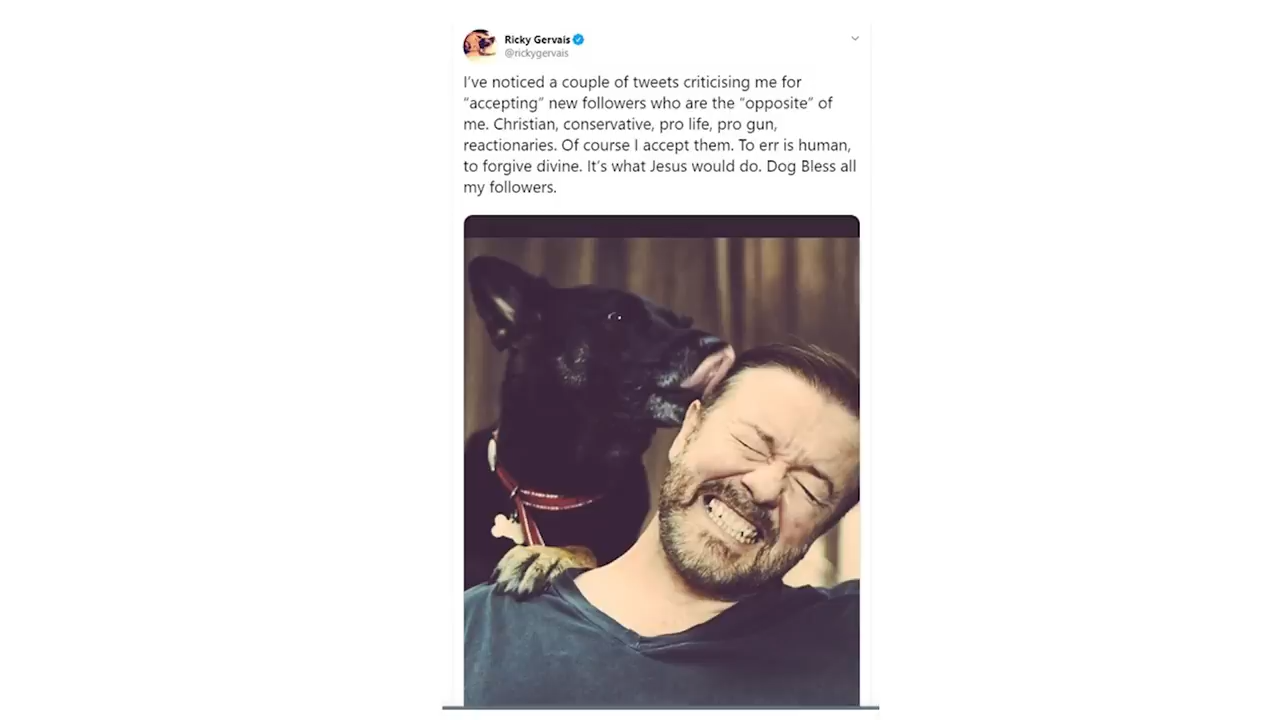 Ricky Gervais
@rickygervais
I’ve noticed a couple of tweets criticising me for
“accepting” new followers who are the “opposite” of
me. Christian, conservative, pro life, pro gun,
reactionaries. Of course I accept them. To err is human,
to forgive divine. It’s what Jesus would do. Dog Bless all
my followers.